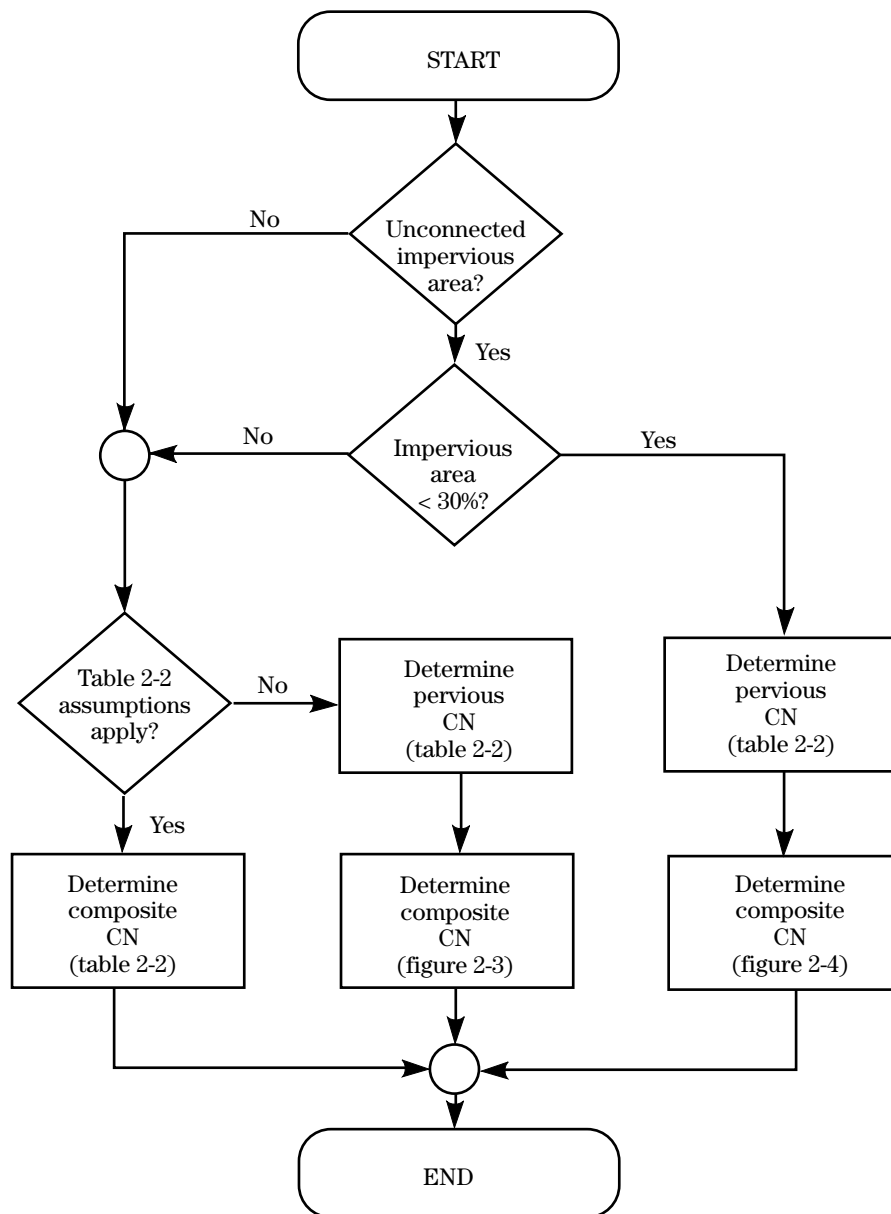 START
No
Unconnected
impervious
area?
Yes
No
Impervious
area
< 30%?
Yes
Table 2-2
assumptions
apply?
No
Determine
pervious
CN
(table 2-2)
Determine
pervious
CN
(table 2-2)
Yes
Determine
composite
CN
(table 2-2)
Determine
composite
CN
(figure 2-3)
Determine
composite
CN
(figure 2-4)
END